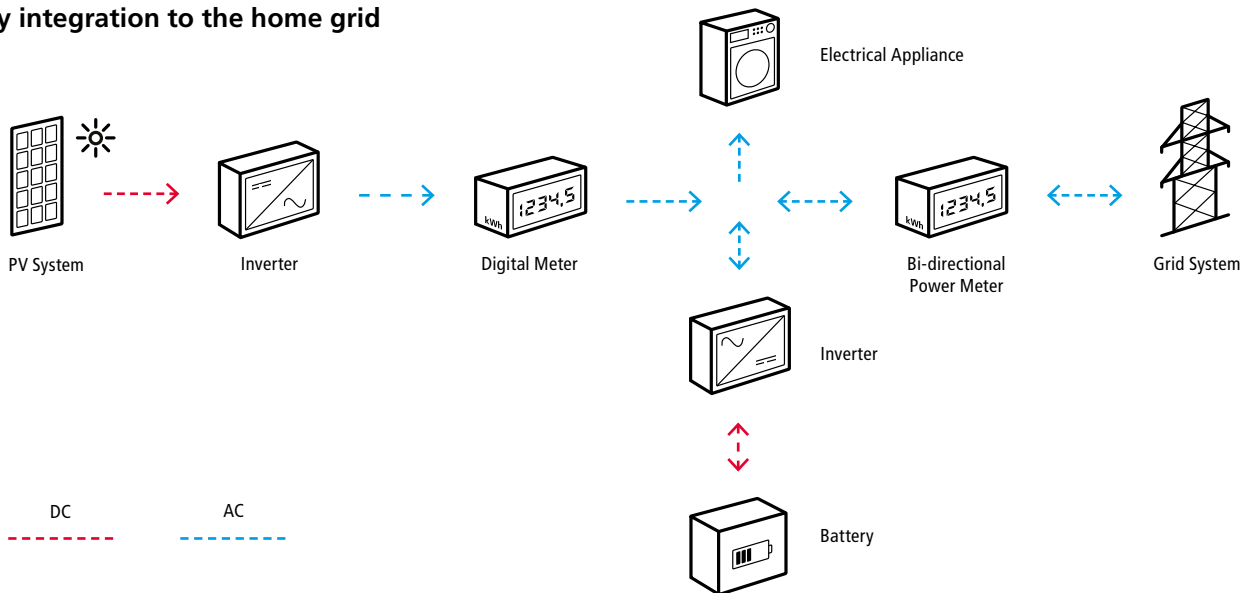 y integration to the home grid
Electrical Appliance
kWh
1234,5
kWh
1234,5
PV System
Inverter
Digital Meter
Bi-directional
Power Meter
Grid System
Inverter
DC
AC
Battery